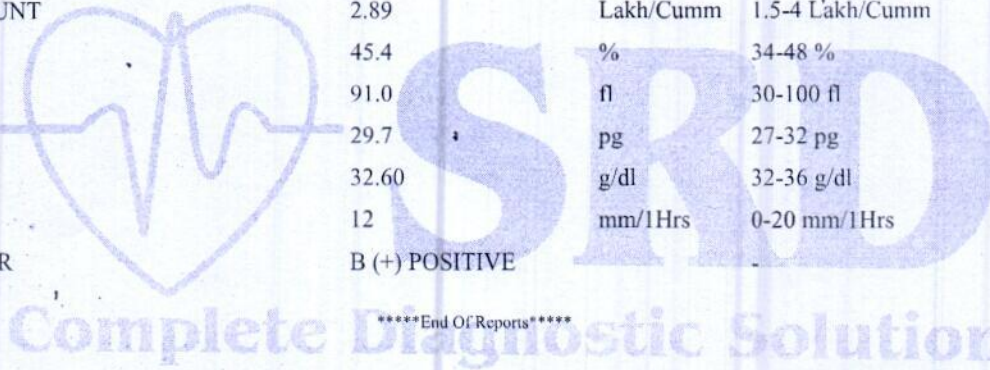 UNT 2.89 Lakh/Cumm 1.5-4 Lakh/Cumm
45.4 % 34-48 %
91.0 fl 30-100 fl
29.7 pg 27-32 pg
32.60 g/dl 32-36 g/dl
12 mm/1Hrs 0-20 mm/1Hrs
R B (+) POSITIVE -
*****End Of Reports*****
SRD
Complete Diagnostic Solution